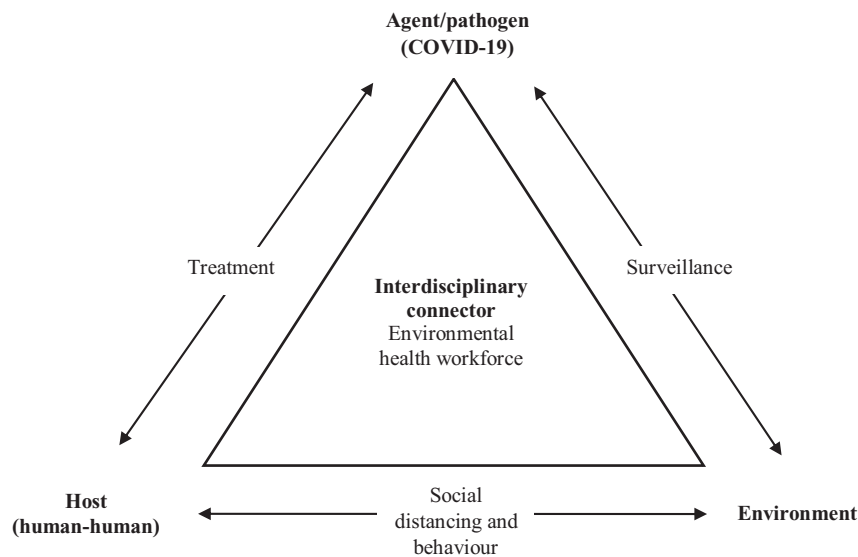 Agent/pathogen
(COVID-19)
Treatment
Surveillance
Interdisciplinary
connector
Environmental
health workforce
Host
(human-human)
Social
distancing and
behaviour
Environment